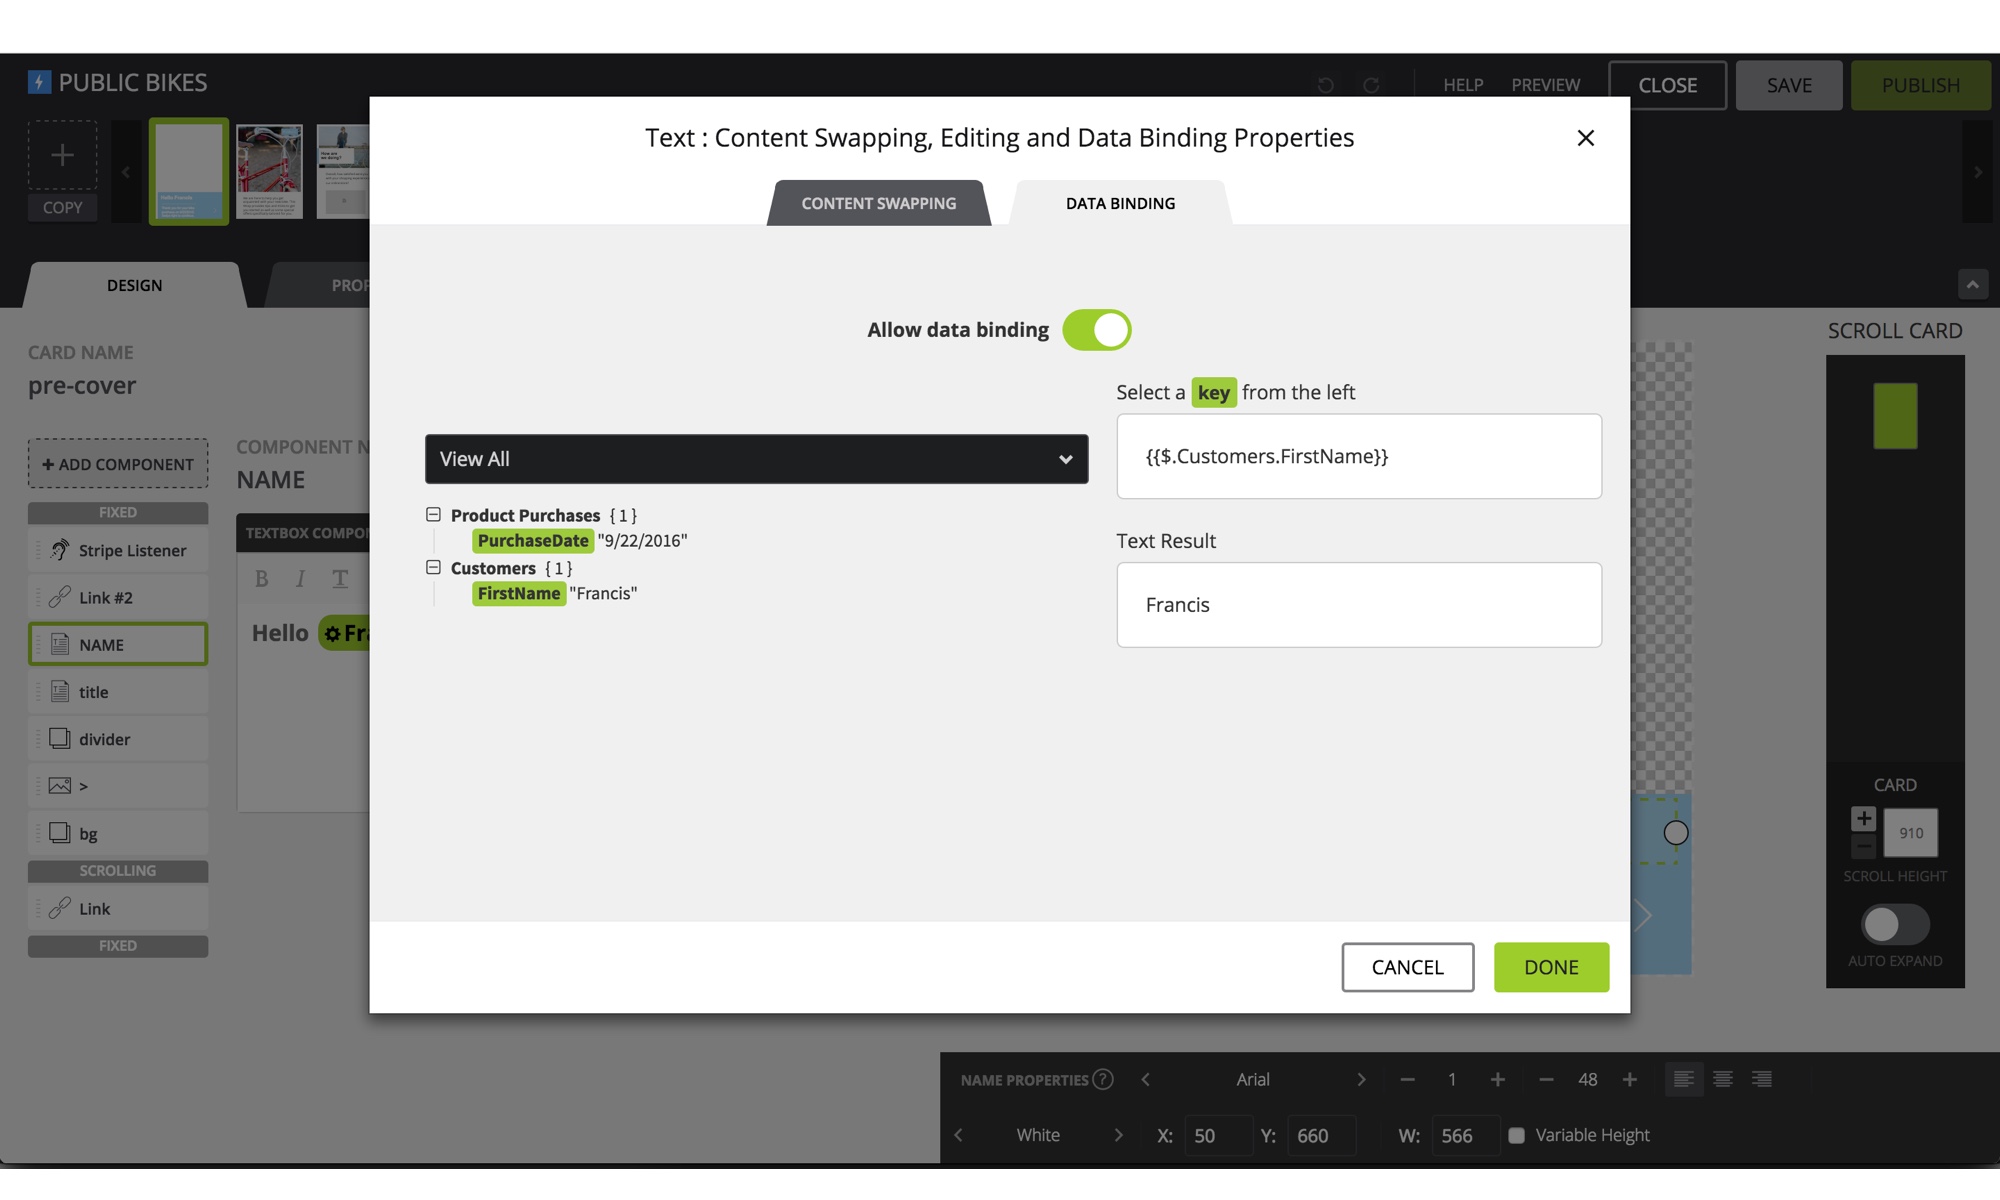 PUBLIC BIKES
HELP
PREVIEW
CLOSE
SAVE
PUBLISH
COPY
DESIGN
CARD NAME
pre-cover
+ ADD COMPONENT
FIXED
Stripe Listener
Link #2
NAME
title
divider
>
bg
SCROLLING
Link
FIXED
COMPONENT N
NAME
TEXTBOX
B I T
Hello
Text : Content Swapping, Editing and Data Binding Properties
CONTENT SWAPPING
DATA BINDING
Allow data binding
View All
Product Purchases {1}
PurchaseDate "9/22/2016"
Customers {1}
FirstName "Francis"
Select a key from the left
{{$.Customers.FirstName}}
Text Result
Francis
CANCEL
DONE
SCROLL CARD
CARD
910
SCROLL HEIGHT
AUTO EXPAND
NAME PROPERTIES ?
Arial
1
48
White
X: 50 Y: 660 W: 566 Variable Height